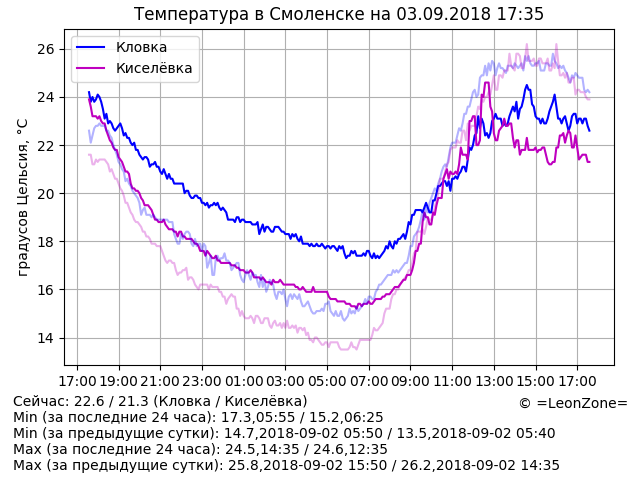 Температура в Смоленске на 03.09.2018 17:35
Кловка
Киселёвка
градусов Цельсия, °C
26
24
22
20
18
16
14
17:00 19:00 21:00 23:00 01:00 03:00 05:00 07:00 09:00 11:00 13:00 15:00 17:00
Сейчас: 22.6 / 21.3 (Кловка / Киселёвка)
© =LeonZone=
Min (за последние 24 часа): 17.3,05:55 / 15.2,06:25
Min (за предыдущие сутки): 14.7,2018-09-02 05:50 / 13.5,2018-09-02 05:40
Max (за последние 24 часа): 24.5,14:35 / 24.6,12:35
Max (за предыдущие сутки): 25.8,2018-09-02 15:50 / 26.2,2018-09-02 14:35